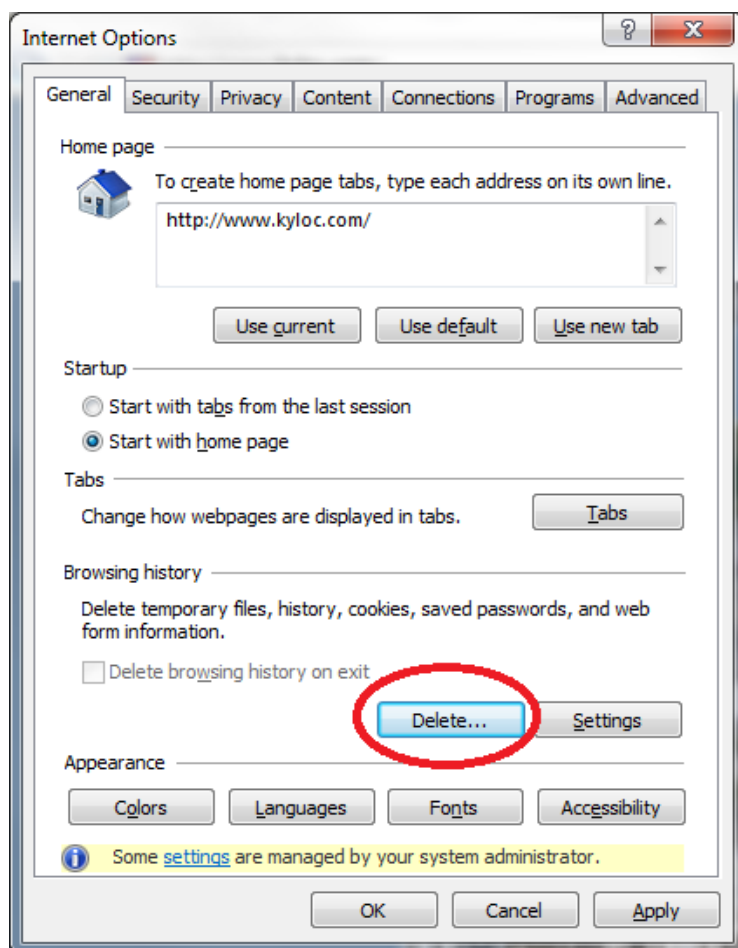 Internet Options
General Security Privacy Content Connections Programs Advanced
Home page
To create home page tabs, type each address on its own line.
http://www.kyloc.com/
Use current Use default Use new tab
Startup
Start with tabs from the last session
Start with home page
Tabs
Change how webpages are displayed in tabs. Tabs
Browsing history
Delete temporary files, history, cookies, saved passwords, and web
form information.
Delete browsing history on exit
Delete... Settings
Appearance
Colors Languages Fonts Accessibility
Some settings are managed by your system administrator.
OK Cancel Apply